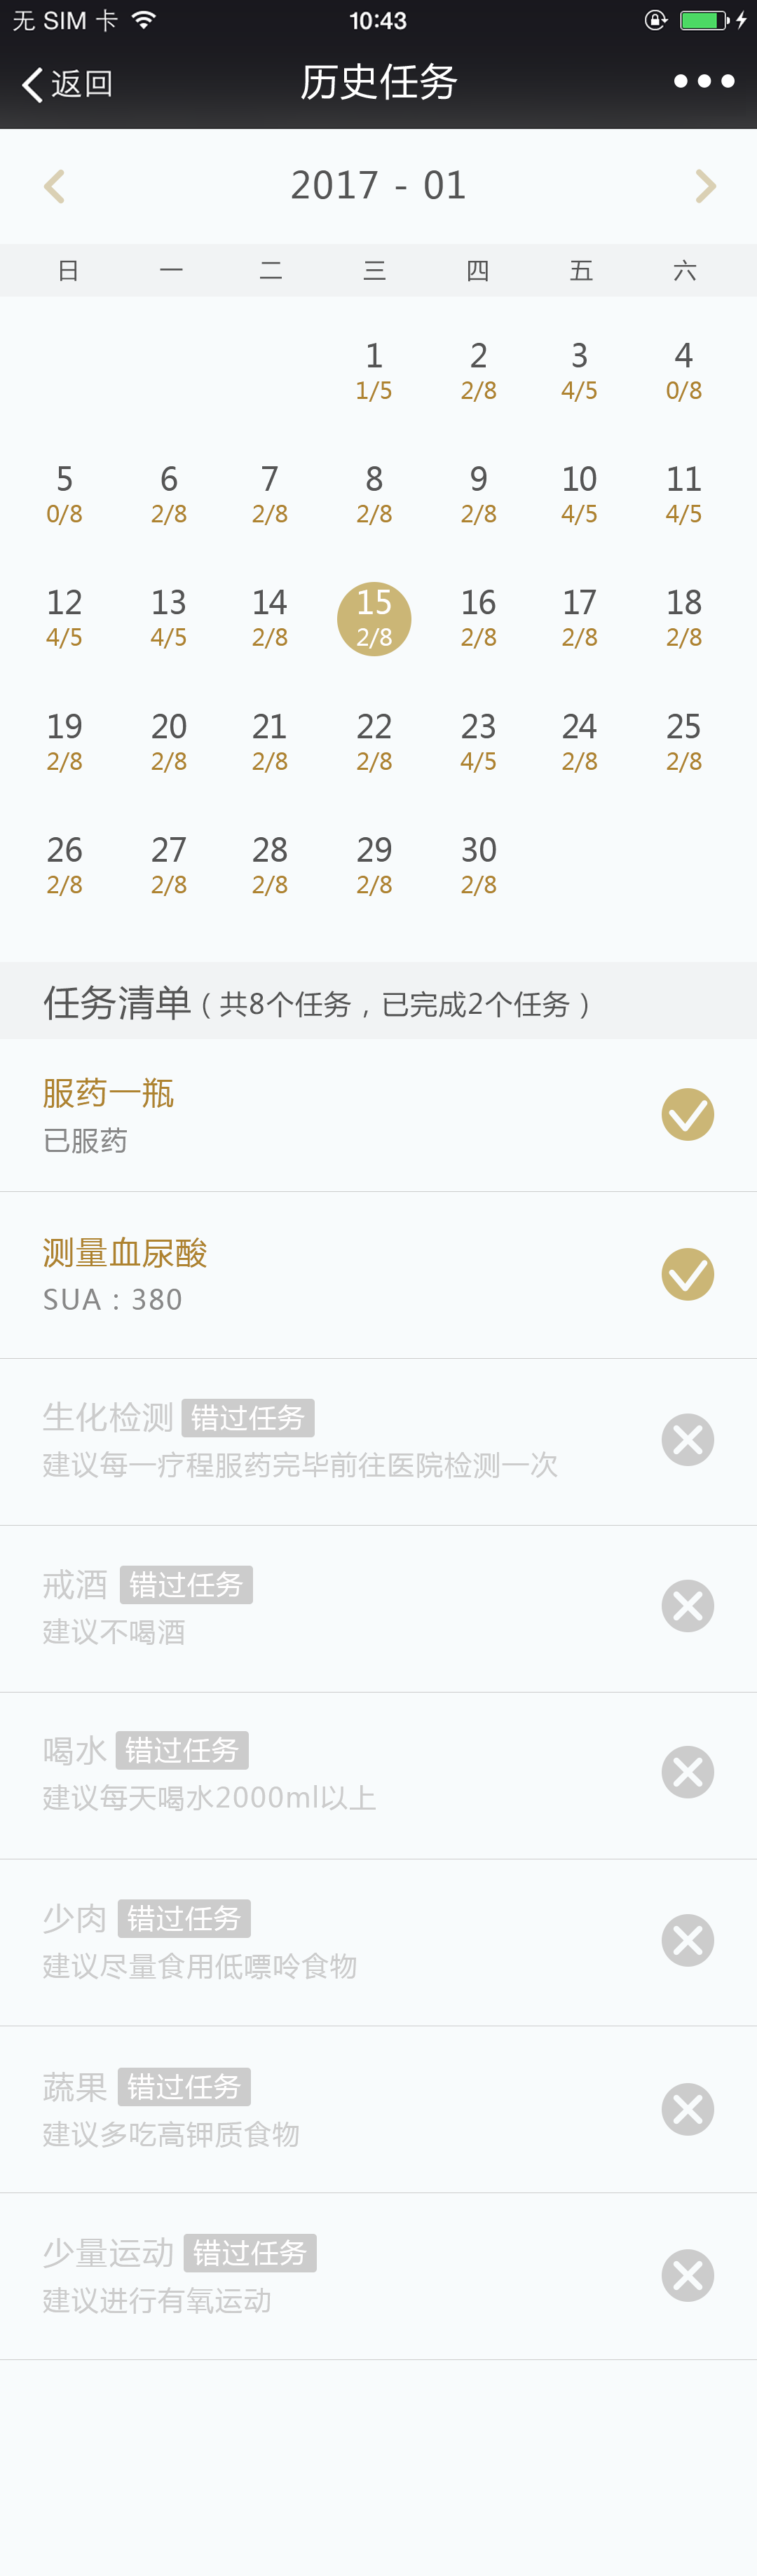 无 SIM 卡 10:43
返回 历史任务
2017 - 01
日 一 二 三 四 五 六
1 2 3 4
1/5 2/8 4/5 0/8
5 6 7 8 9 10 11
0/8 2/8 2/8 2/8 2/8 4/5 4/5
12 13 14 15 16 17 18
4/5 4/5 2/8 2/8 2/8 2/8 2/8
19 20 21 22 23 24 25
2/8 2/8 2/8 2/8 4/5 2/8 2/8
26 27 28 29 30
2/8 2/8 2/8 2/8 2/8
任务清单（共8个任务，已完成2个任务）
服药一瓶
已服药
测量血尿酸
SUA：380
生化检测 错过任务
建议每一疗程服药完毕前往医院检测一次
戒酒 错过任务
建议不喝酒
喝水 错过任务
建议每天喝水2000ml以上
少肉 错过任务
建议尽量食用低嘌呤食物
蔬果 错过任务
建议多吃高钾质食物
少量运动 错过任务
建议进行有氧运动